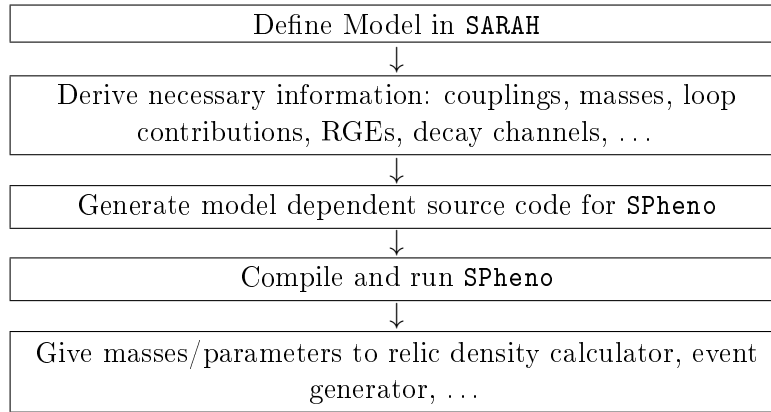 Define Model in SARAH
↓
Derive necessary information: couplings, masses, loop
contributions, RGEs, decay channels, ...
↓
Generate model dependent source code for SPheno
↓
Compile and run SPheno
↓
Give masses/parameters to relic density calculator, event
generator, ...